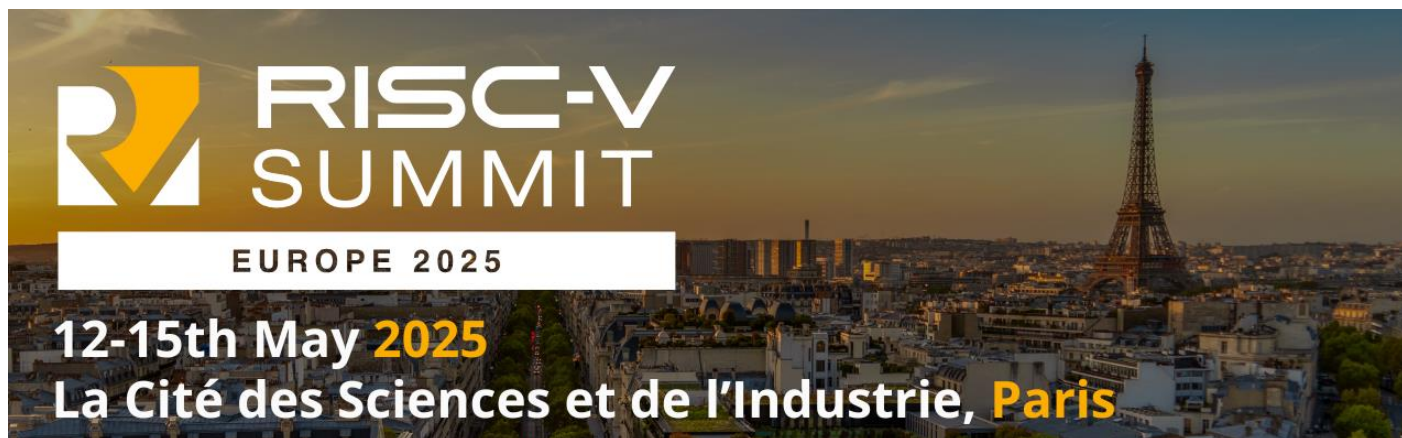 RISC-V
SUMMIT
EUROPE 2025
12-15th May 2025
La Cité des Sciences et de l’Industrie, Paris